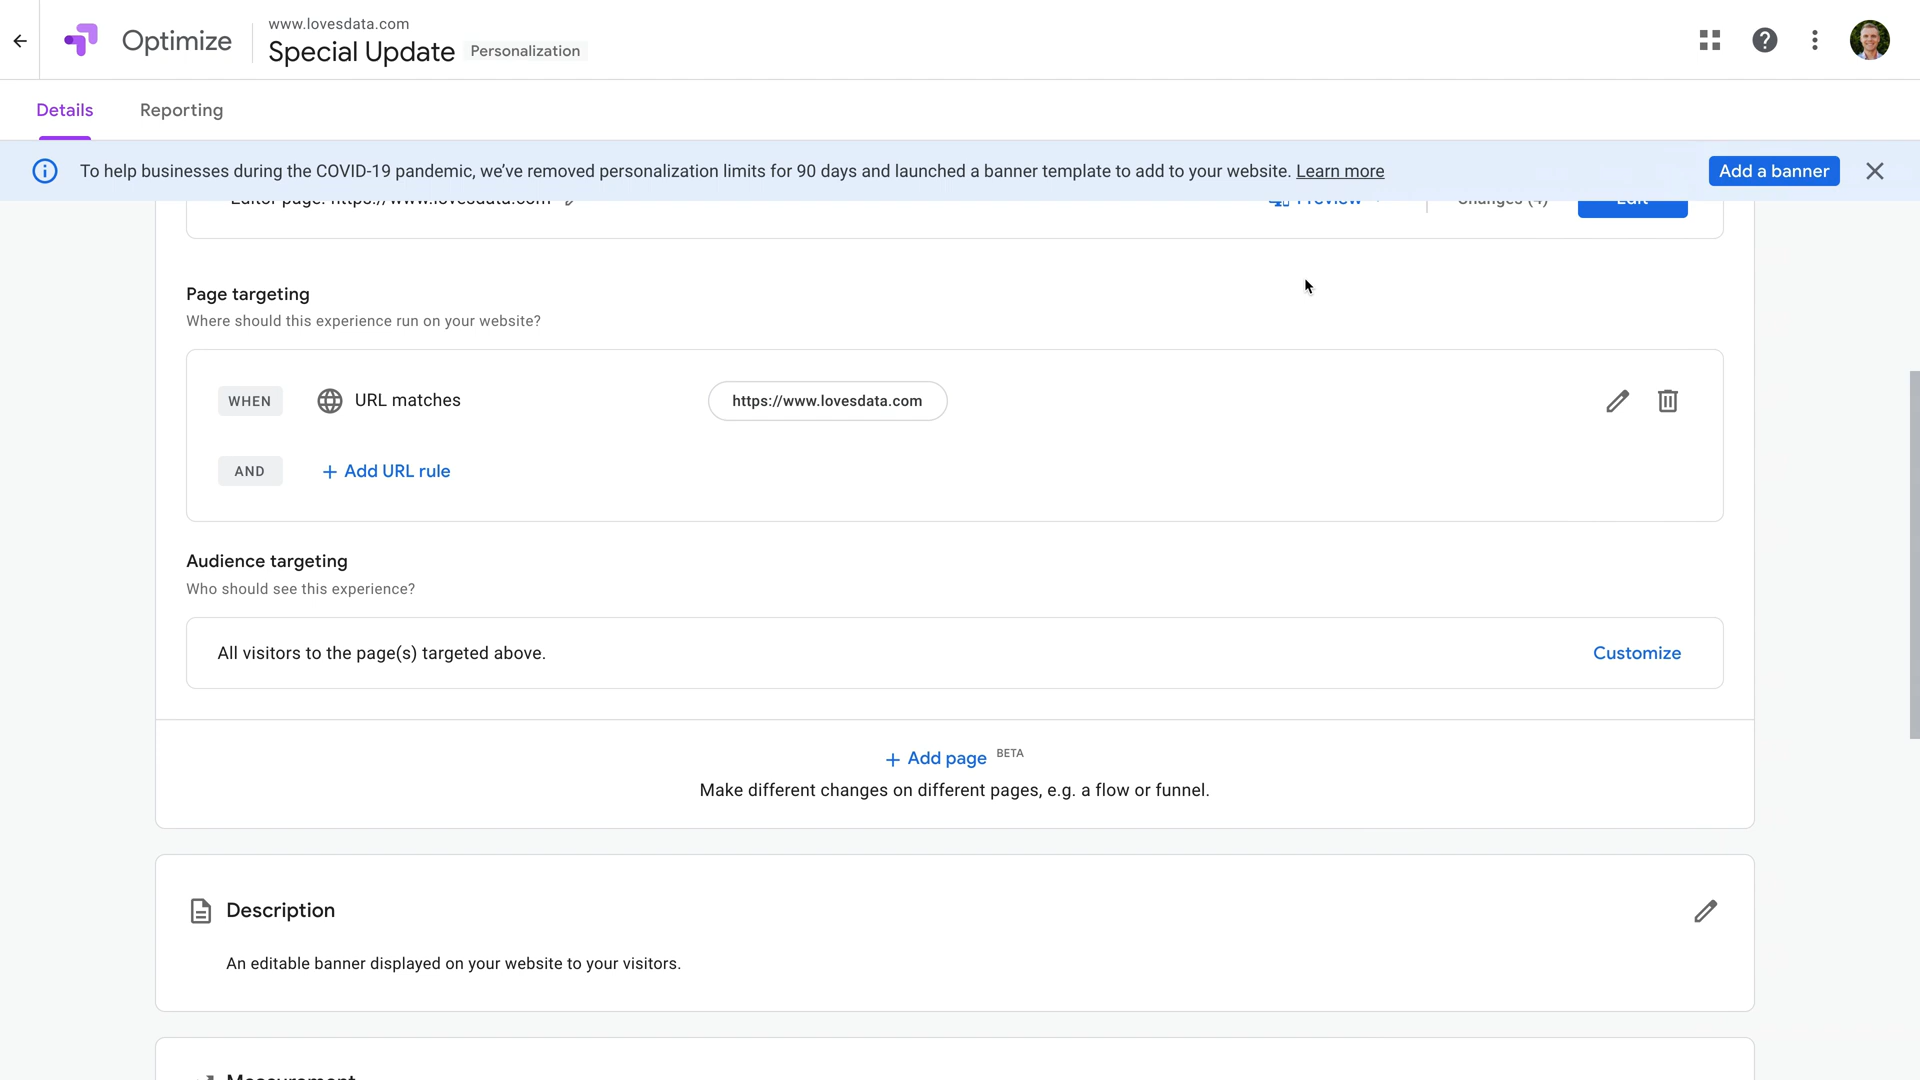 www.lovesdata.com
Optimize
Special Update Personalization
Details Reporting
To help businesses during the COVID-19 pandemic, we've removed personalization limits for 90 days and launched a banner template to add to your website. Learn more Add a banner
Editor page: https://www.lovesdata.com Preview Changes (4) Edit
Page targeting
Where should this experience run on your website?
WHEN URL matches https://www.lovesdata.com
AND + Add URL rule
Audience targeting
Who should see this experience?
All visitors to the page(s) targeted above. Customize
+ Add page BETA
Make different changes on different pages, e.g. a flow or funnel.
Description
An editable banner displayed on your website to your visitors.
Measurement